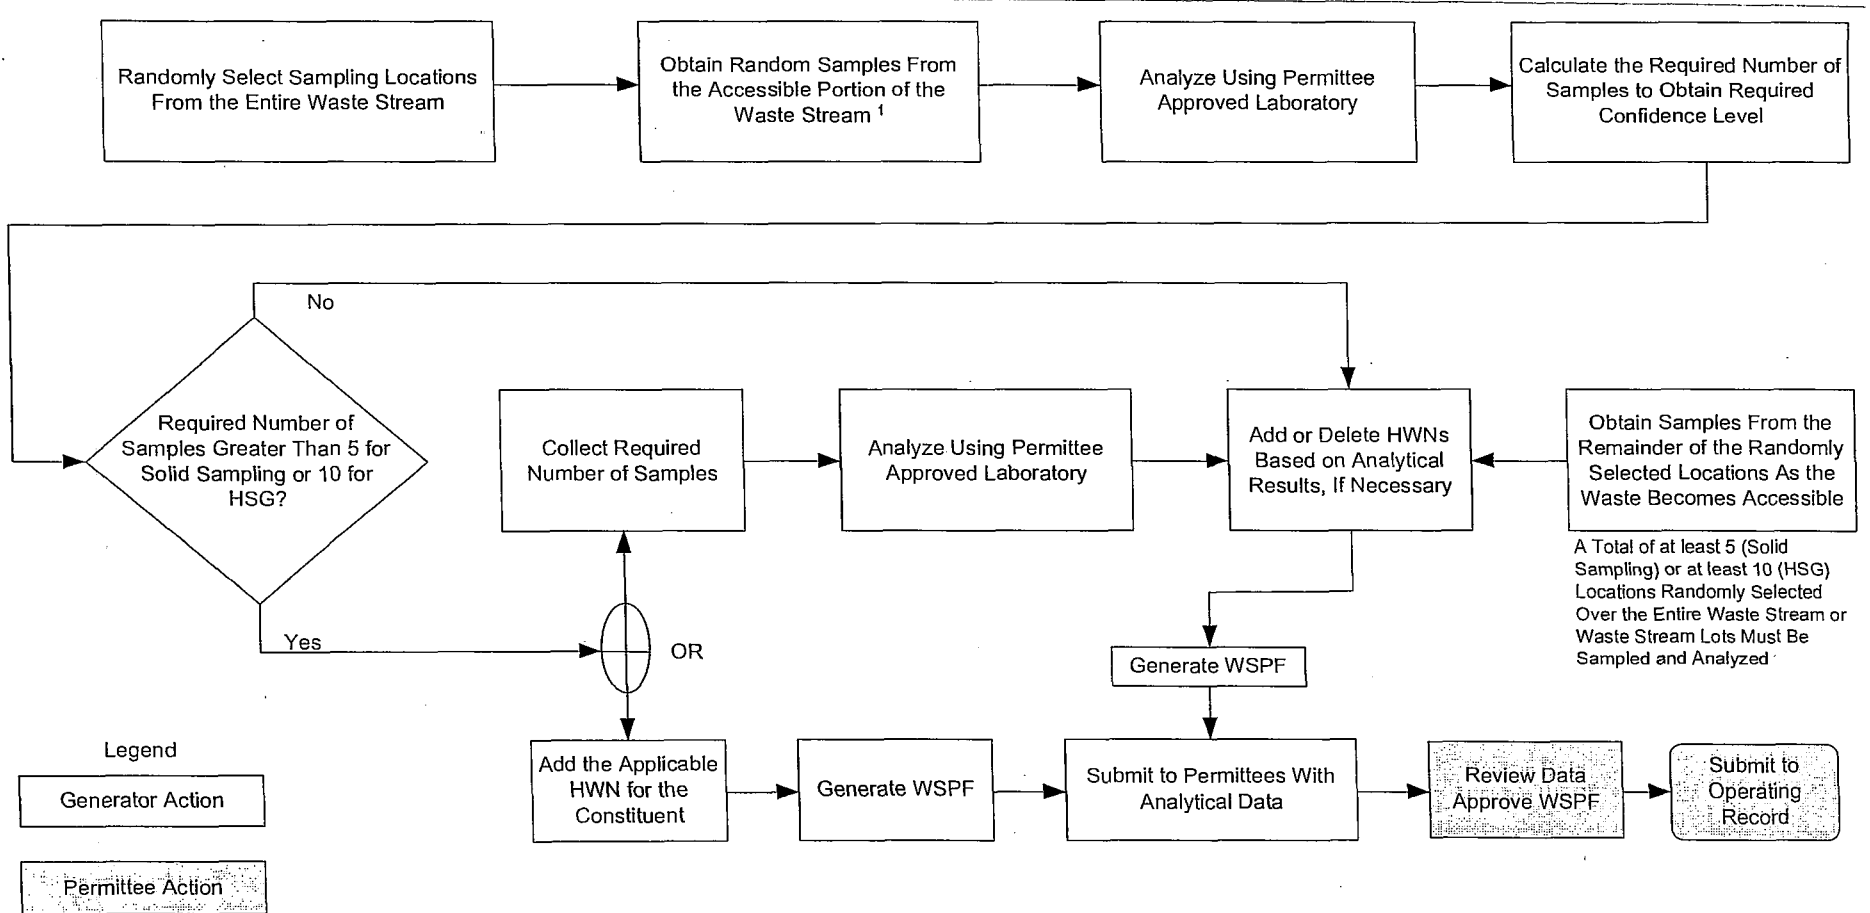 Randomly Select Sampling Locations
From the Entire Waste Stream
Obtain Random Samples From
the Accessible Portion of the
Waste Stream 1
Analyze Using Permittee
Approved Laboratory
Calculate the Required Number of
Samples to Obtain Required
Confidence Level
No
Required Number of
Samples Greater Than 5 for
Solid Sampling or 10 for
HSG?
Collect Required
Number of Samples
Analyze Using Permittee
Approved Laboratory
Add or Delete HWNs
Based on Analytical
Results, If Necessary
Obtain Samples From the
Remainder of the Randomly
Selected Locations As the
Waste Becomes Accessible
A Total of at least 5 (Solid
Sampling) or at least 10 (HSG)
Locations Randomly Selected
Over the Entire Waste Stream or
Waste Stream Lots Must Be
Sampled and Analyzed
Yes
OR
Generate WSPF
Add the Applicable
HWN for the
Constituent
Generate WSPF
Submit to Permittees With
Analytical Data
Review Data
Approve WSPF
Submit to
Operating
Record
Legend
Generator Action
Permittee Action